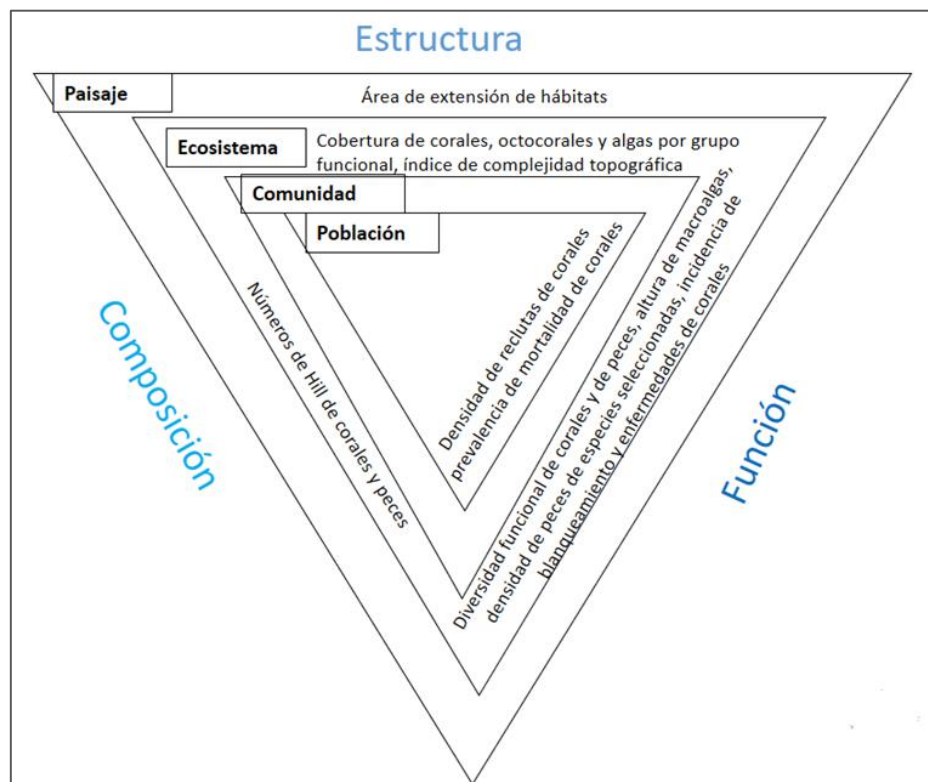 Estructura
Paisaje
Área de extensión de hábitats
Ecosistema
Cobertura de corales, octocorales y algas por grupo
funcional, índice de complejidad topográfica
Comunidad
Población
Composición
Números de Hill de corales y peces
Densidad de reclutas de corales
prevalencia de mortalidad de corales
Diversidad funcional de corales y de peces, altura de macroalgas,
densidad de peces de especies seleccionadas, incidencia de
blanqueamiento y enfermedades de corales
Función